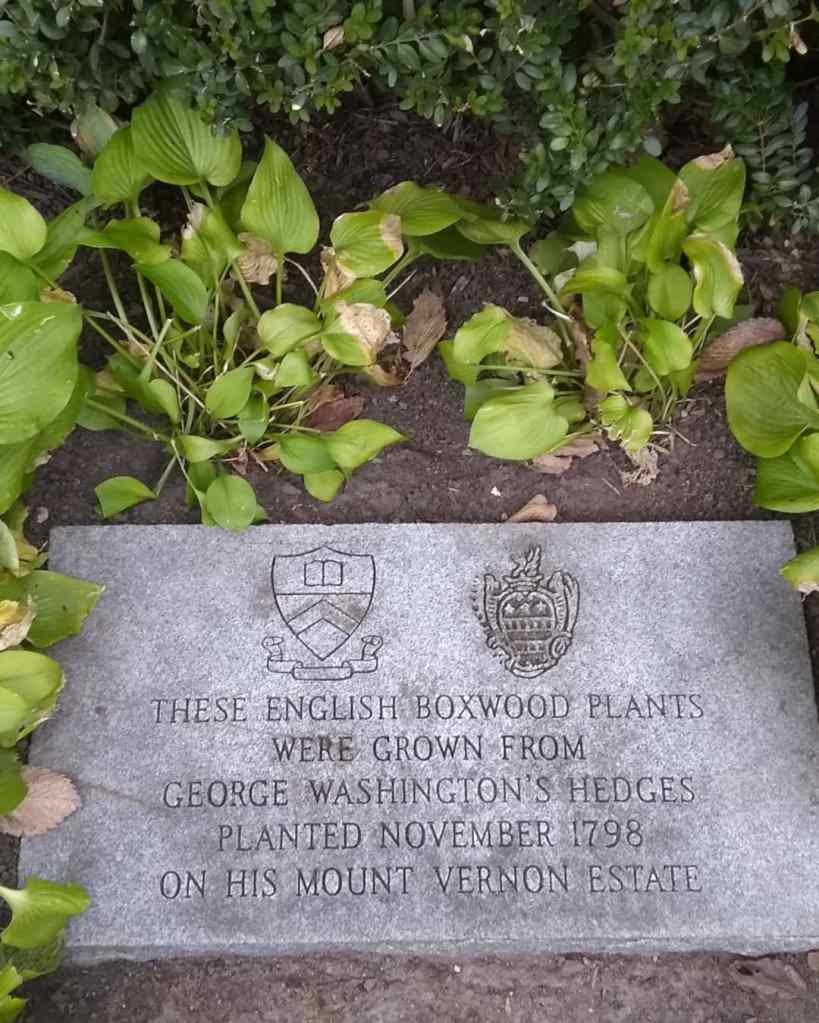 THESE ENGLISH BOXWOOD PLANTS
WERE GROWN FROM
GEORGE WASHINGTON'S HEDGES
PLANTED NOVEMBER 1798
ON HIS MOUNT VERNON ESTATE